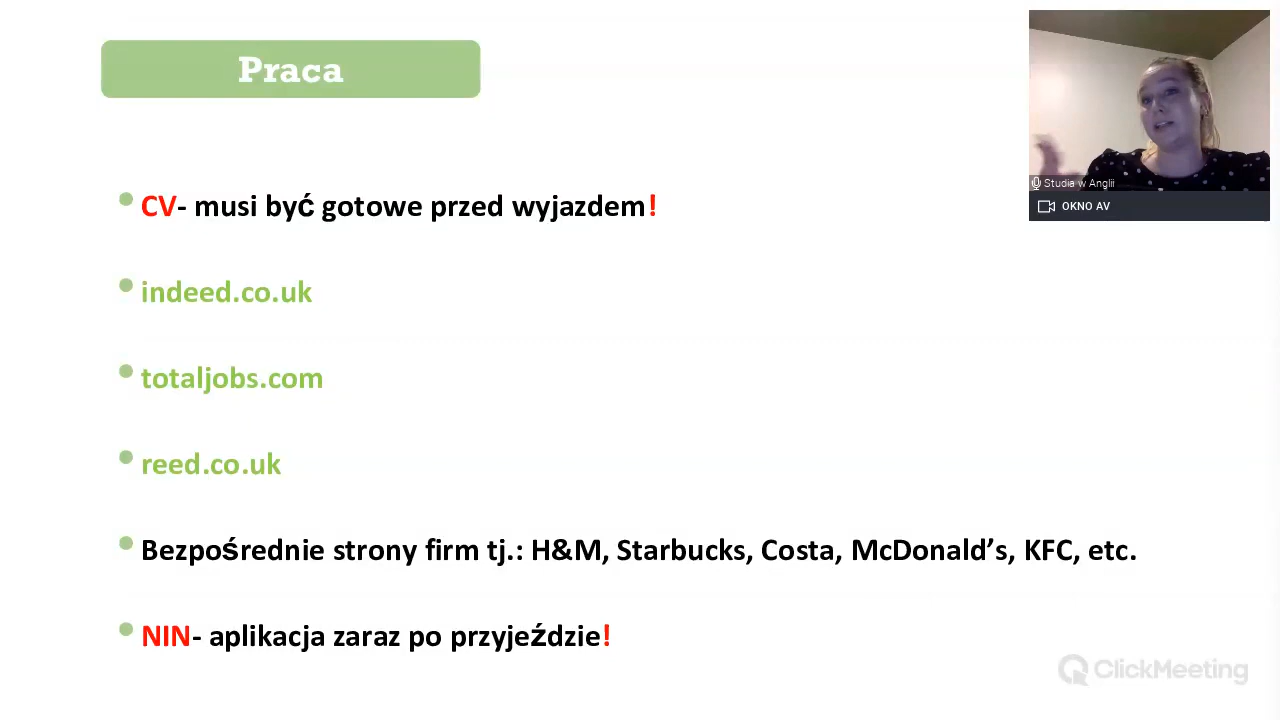 Praca
CV- musi być gotowe przed wyjazdem!
indeed.co.uk
totaljobs.com
reed.co.uk
Bezpośrednie strony firm tj.: H&M, Starbucks, Costa, McDonald’s, KFC, etc.
NIN- aplikacja zaraz po przyjeździe!
Studia w Anglii
OKNO AV
ClickMeeting